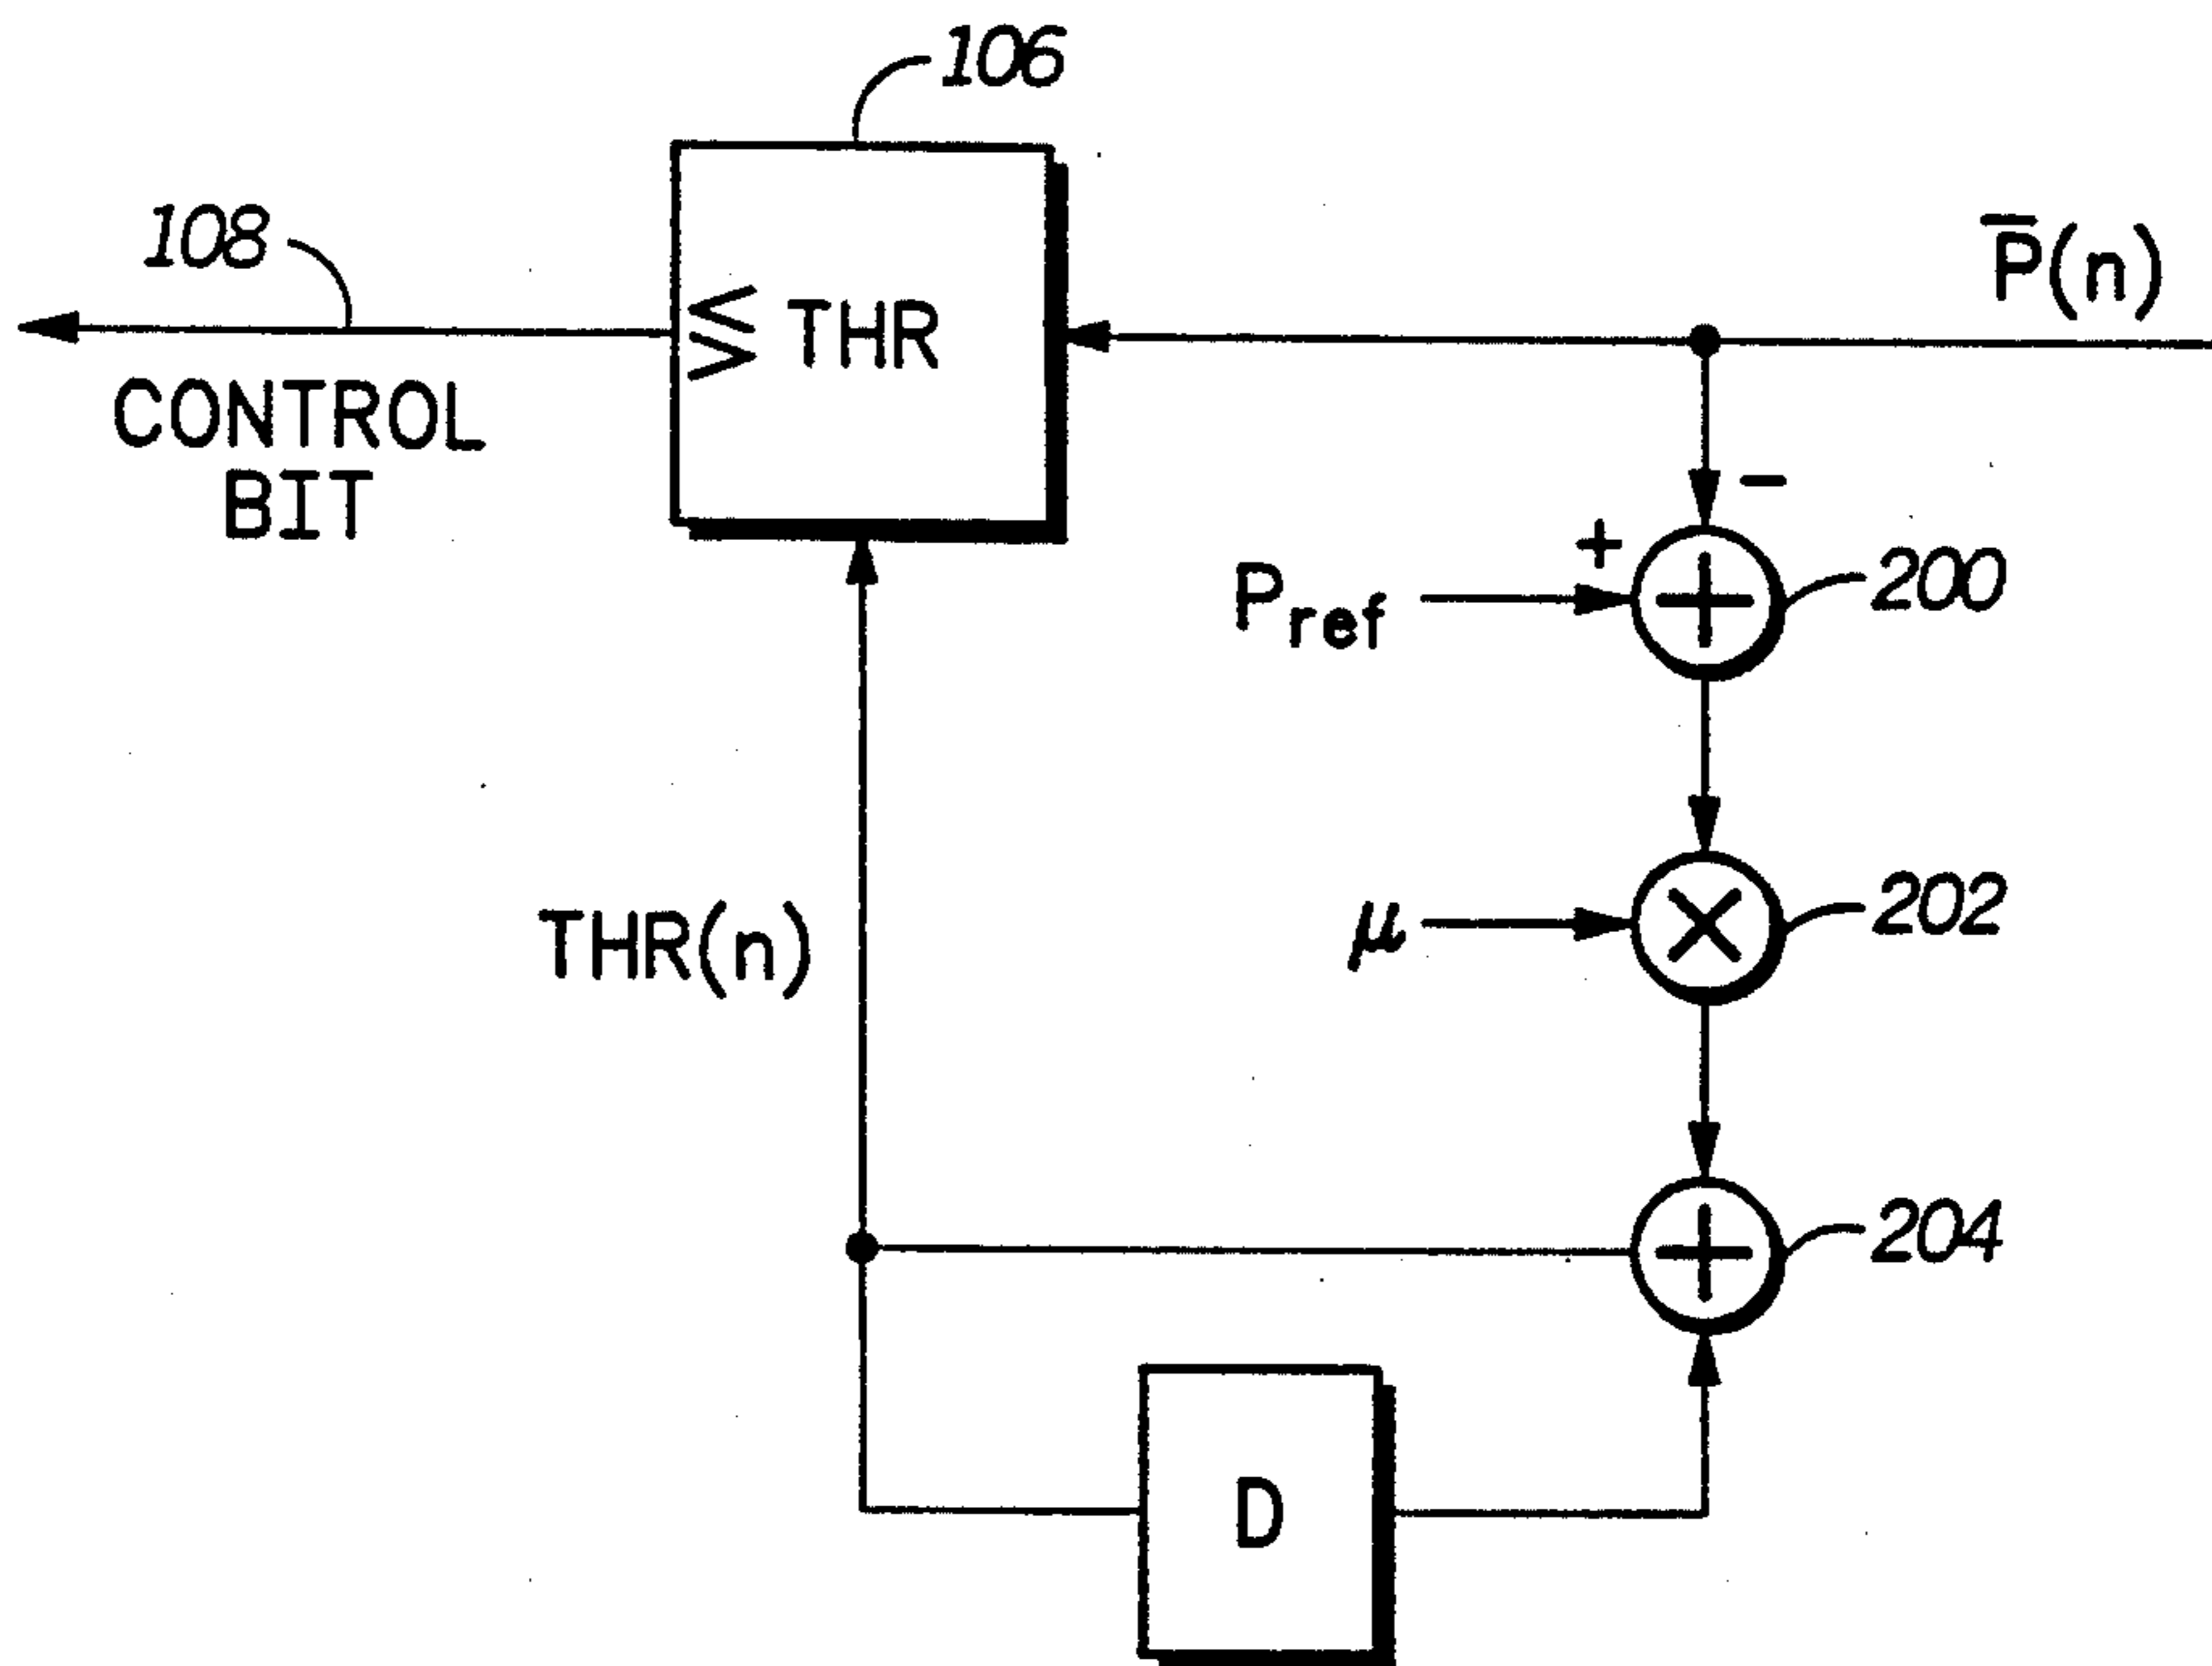 106
108
P̅(n)
≶ THR
CONTROL
BIT
−
+
Pref
200
μ
202
THR(n)
204
D